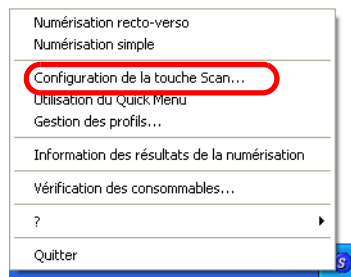 Numérisation recto-verso
Numérisation simple
Configuration de la touche Scan...
Utilisation du Quick Menu
Gestion des profils...
Information des résultats de la numérisation
Vérification des consommables...
?
Quitter
S